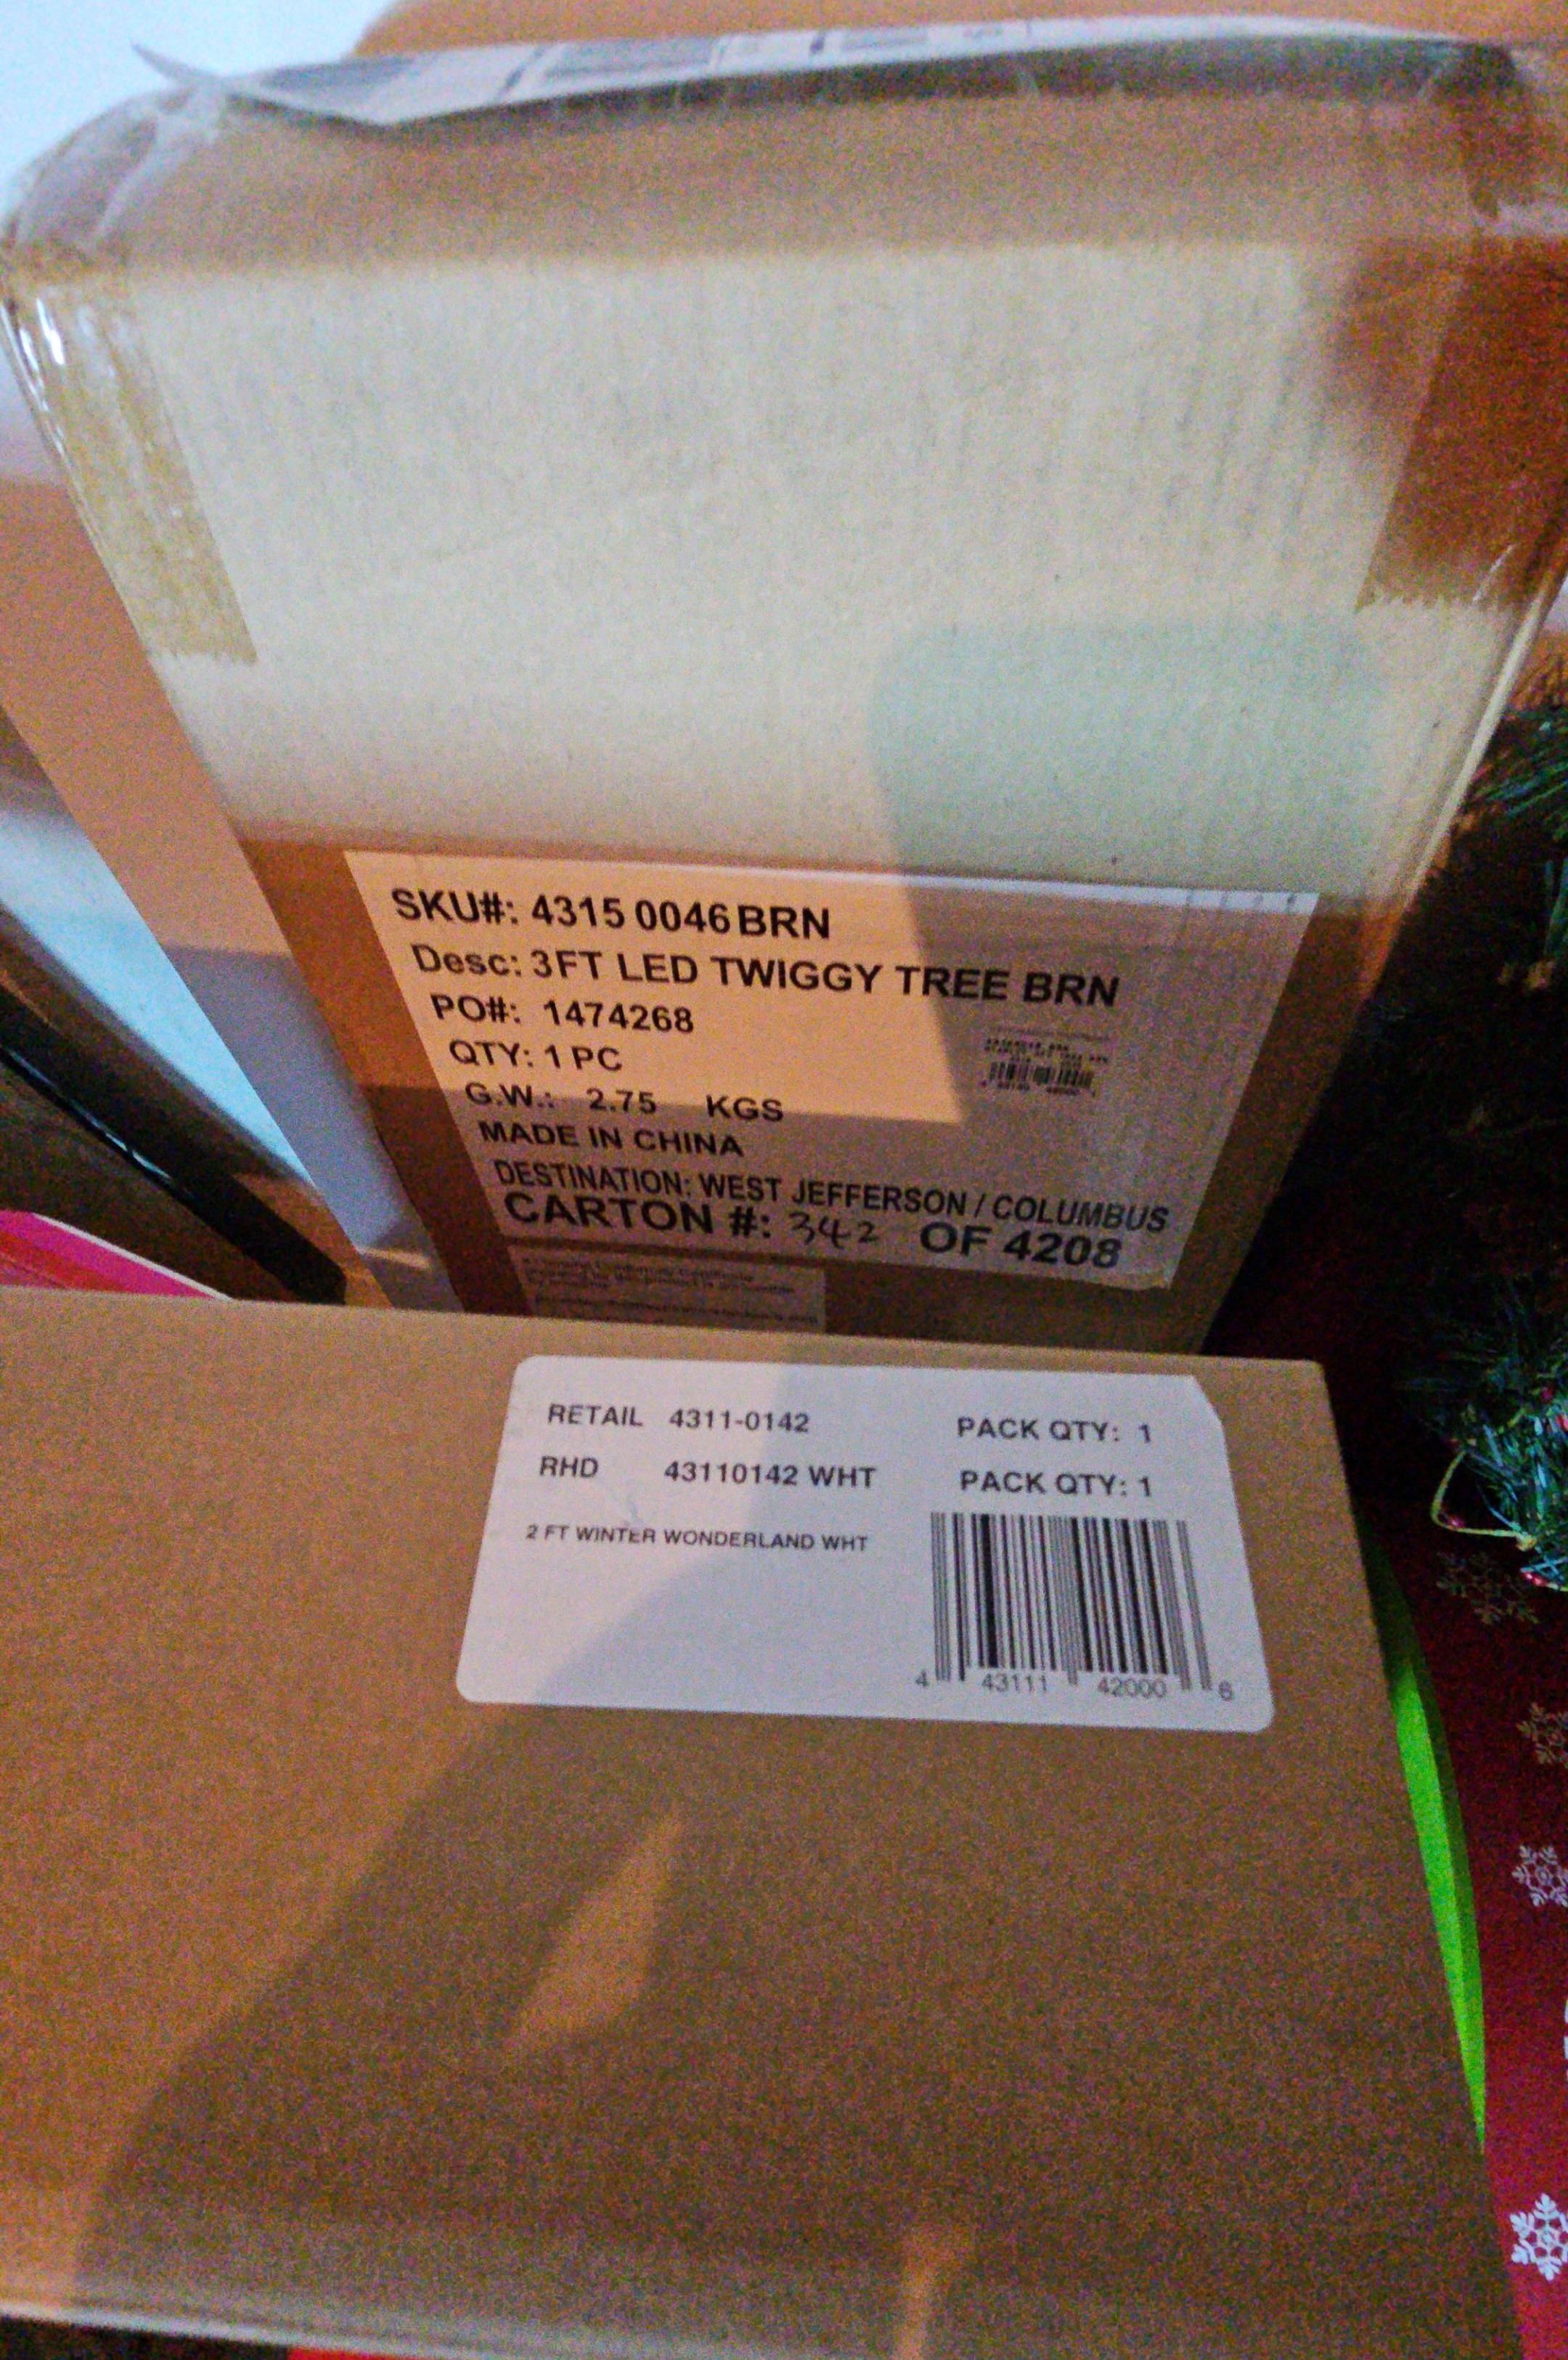 SKU#: 4315 0046 BRN
Desc: 3FT LED TWIGGY TREE BRN
PO#: 1474268
QTY: 1 PC
G.W.: 2.75 KGS
MADE IN CHINA
DESTINATION: WEST JEFFERSON / COLUMBUS
CARTON #: 342 OF 4208
RETAIL 4311-0142 PACK QTY: 1
RHD 43110142 WHT PACK QTY: 1
2 FT WINTER WONDERLAND WHT
4 43111 42000 6